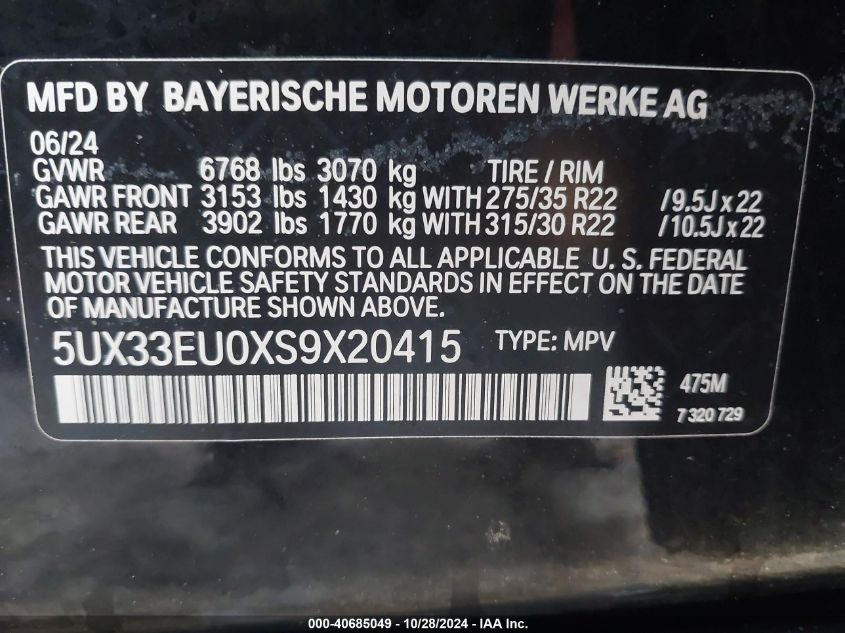 MFD BY BAYERISCHE MOTOREN WERKE AG
06/24
GVWR 6768 lbs 3070 kg TIRE / RIM
GAWR FRONT 3153 lbs 1430 kg WITH 275/35 R22 /9.5J x 22
GAWR REAR 3902 lbs 1770 kg WITH 315/30 R22 /10.5J x 22
THIS VEHICLE CONFORMS TO ALL APPLICABLE U. S. FEDERAL
MOTOR VEHICLE SAFETY STANDARDS IN EFFECT ON THE DATE
OF MANUFACTURE SHOWN ABOVE.
5UX33EU0XS9X20415 TYPE: MPV
475M
7 320 729
000-40685049 - 10/28/2024 - IAA Inc.